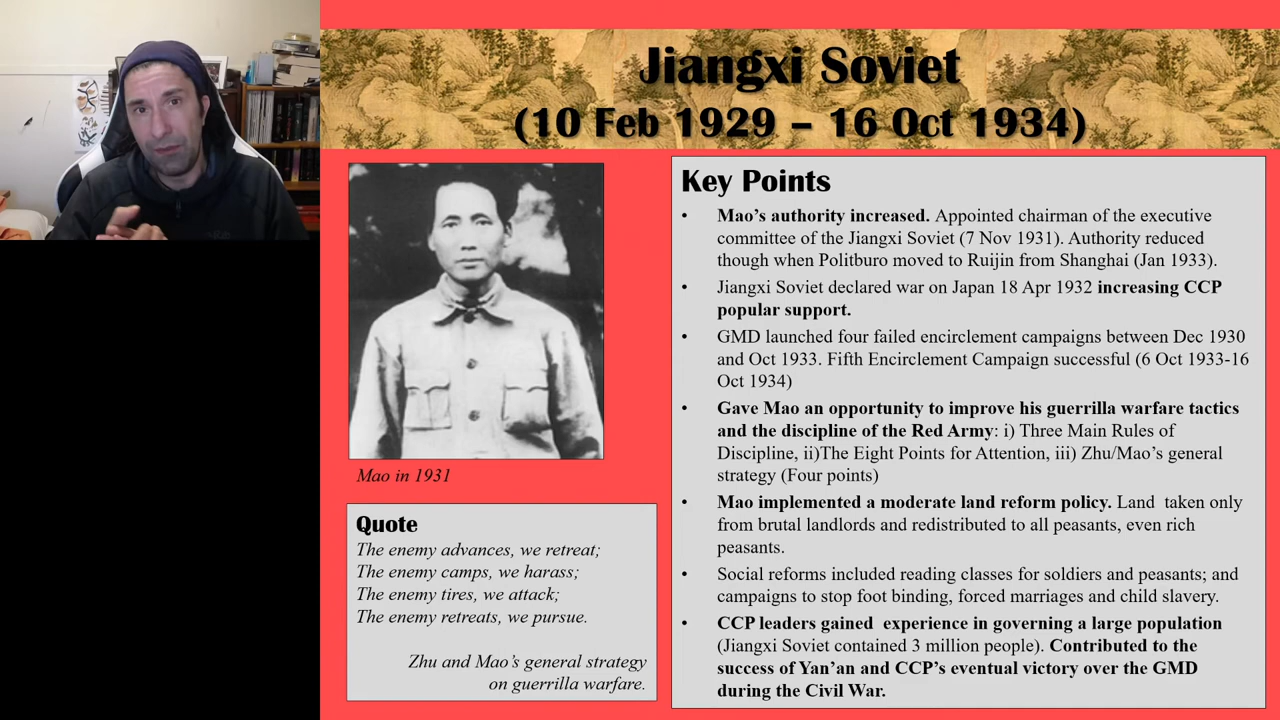 Jiangxi Soviet
(10 Feb 1929 – 16 Oct 1934)
Mao in 1931
Quote
The enemy advances, we retreat;
The enemy camps, we harass;
The enemy tires, we attack;
The enemy retreats, we pursue.
Zhu and Mao’s general strategy
on guerrilla warfare.
Key Points
• Mao’s authority increased. Appointed chairman of the executive
committee of the Jiangxi Soviet (7 Nov 1931). Authority reduced
though when Politburo moved to Ruijin from Shanghai (Jan 1933).
• Jiangxi Soviet declared war on Japan 18 Apr 1932 increasing CCP
popular support.
• GMD launched four failed encirclement campaigns between Dec 1930
and Oct 1933. Fifth Encirclement Campaign successful (6 Oct 1933-16
Oct 1934)
• Gave Mao an opportunity to improve his guerrilla warfare tactics
and the discipline of the Red Army: i) Three Main Rules of
Discipline, ii)The Eight Points for Attention, iii) Zhu/Mao’s general
strategy (Four points)
• Mao implemented a moderate land reform policy. Land taken only
from brutal landlords and redistributed to all peasants, even rich
peasants.
• Social reforms included reading classes for soldiers and peasants; and
campaigns to stop foot binding, forced marriages and child slavery.
• CCP leaders gained experience in governing a large population
(Jiangxi Soviet contained 3 million people). Contributed to the
success of Yan’an and CCP’s eventual victory over the GMD
during the Civil War.